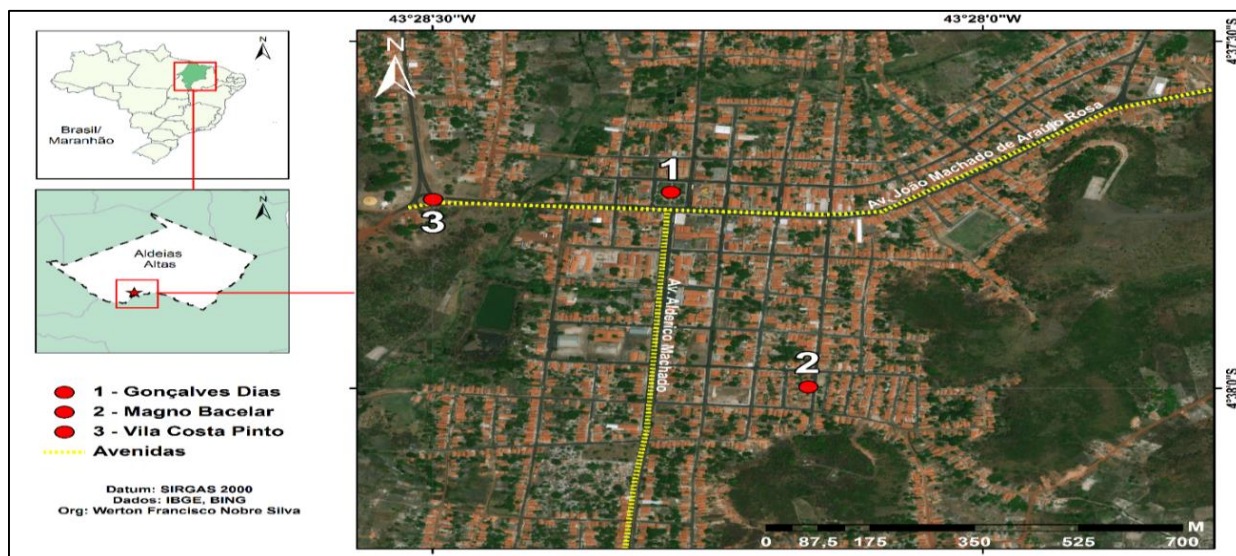 43°28'30"W
43°28'0"W
N
Brasil/
Maranhão
N
4°37'30"S
N
Av. João Machado de Araújo Rosa
1
3
Aldeias
Altas
Av. Alderico Machado
2
4°38'0"S
1 - Gonçalves Dias
2 - Magno Bacelar
3 - Vila Costa Pinto
Avenidas
Datum: SIRGAS 2000
Dados: IBGE, BING
Org: Werton Francisco Nobre Silva
M
0 87,5 175 350 525 700